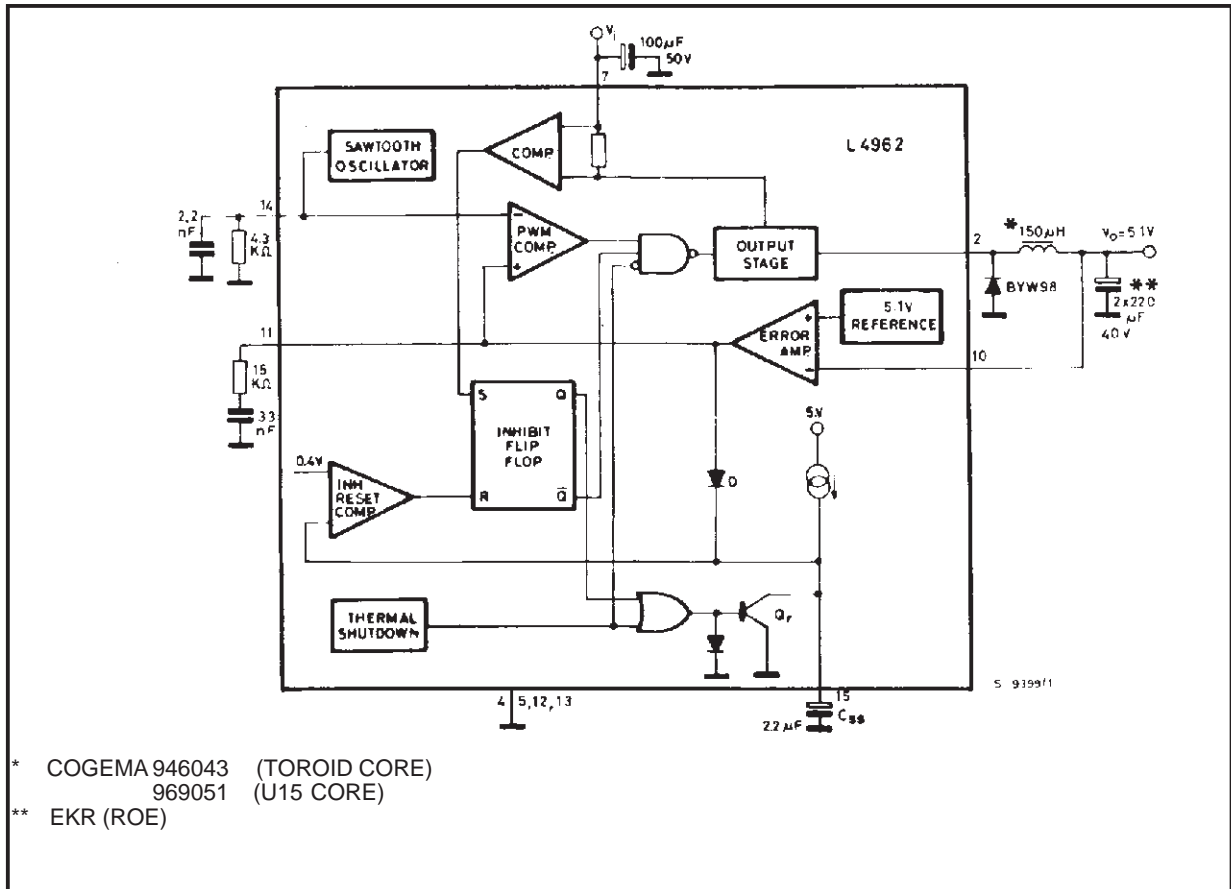 Vi
100µF
50V
7
L4962
SAWTOOTH
OSCILLATOR
COMP.
14
2,2
nF
4.3
KΩ
-
PWM
COMP
+
OUTPUT
STAGE
2
*
150µH
Vo=5.1V
BYW98
**
2x220
µF
40V
5.1V
REFERENCE
+
ERROR
AMP.
-
10
11
15
KΩ
33
nF
S
Q
INHIBIT
FLIP
FLOP
R
Q̅
0.4V
INH
RESET
COMP
D
5V
THERMAL
SHUTDOWN
Qr
4
5,12,13
15
Css
2.2µF
S 9399/1
* COGEMA 946043 (TOROID CORE)
969051 (U15 CORE)
** EKR (ROE)